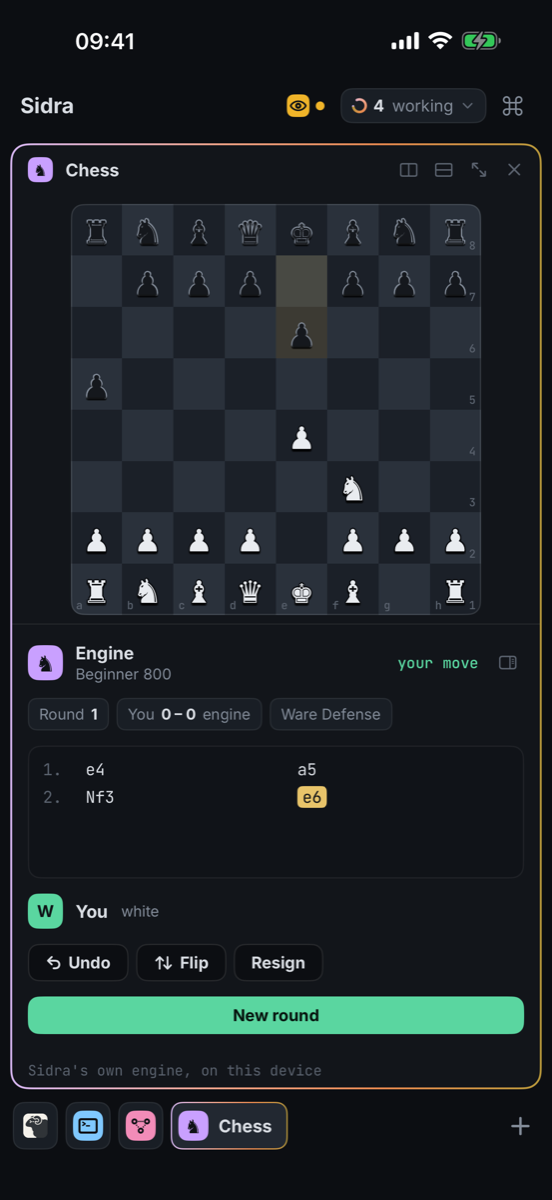 09:41
Sidra
4 working
Chess
8
7
6
5
4
3
2
a b c d e f g h 1
Engine
Beginner 800
your move
Round 1
You 0–0 engine
Ware Defense
1. e4 a5
2. Nf3 e6
W You white
Undo
Flip
Resign
New round
Sidra's own engine, on this device
Chess